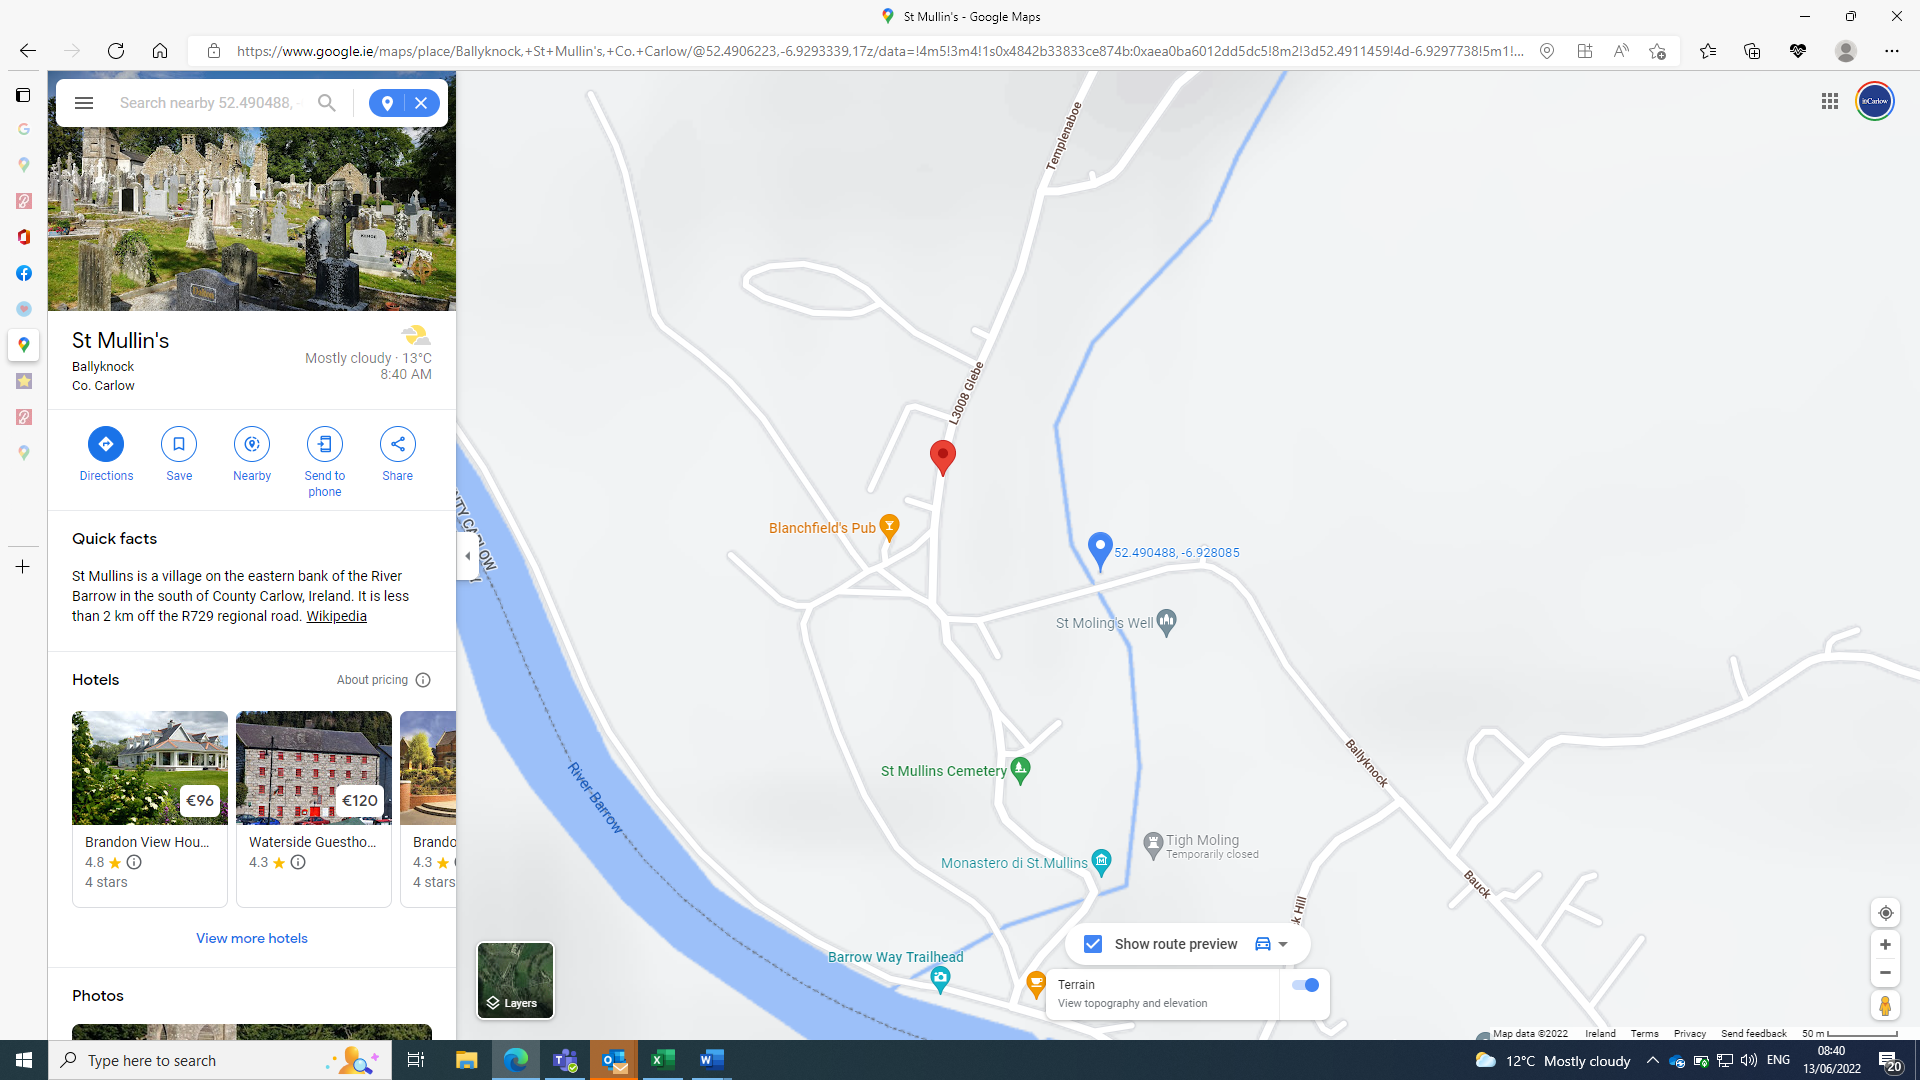 St Mullin's - Google Maps
https://www.google.ie/maps/place/Ballyknock,+St+Mullin's,+Co.+Carlow/@52.4906223,-6.9293339,17z/data=!4m5!3m4!1s0x4842b33833ce874b:0xaea0ba6012dd5dc5!8m2!3d52.4911459!4d-6.9297738!5m1!...
Search nearby 52.490488, -
itCarlow
St Mullin's
Ballyknock
Co. Carlow
Mostly cloudy · 13°C
8:40 AM
Directions
Save
Nearby
Send to
phone
Share
Quick facts
St Mullins is a village on the eastern bank of the River
Barrow in the south of County Carlow, Ireland. It is less
than 2 km off the R729 regional road. Wikipedia
Hotels
About pricing
€96
€120
Brandon View Hou...
4.8
4 stars
Waterside Guestho...
4.3
Brando
4.3
4 stars
View more hotels
Photos
Templenaboe
L3008 Glebe
Blanchfield's Pub
52.490488, -6.928085
St Moling's Well
NTY CARLOW
River Barrow
St Mullins Cemetery
Ballyknock
Tigh Moling
Temporarily closed
Monastero di St.Mullins
Bauck
k Hill
Barrow Way Trailhead
Show route preview
Terrain
View topography and elevation
Layers
Map data ©2022
Ireland
Terms
Privacy
Send feedback
50 m
Type here to search
12°C Mostly cloudy
ENG
08:40
13/06/2022
20